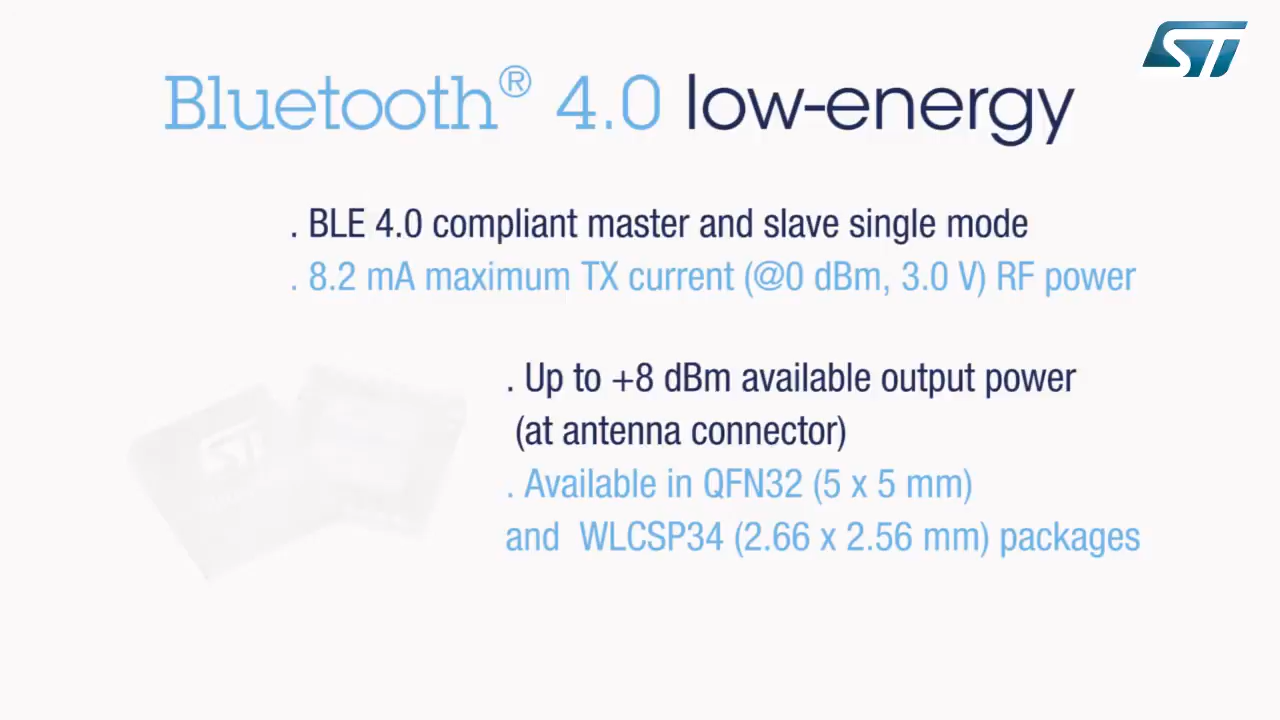 ST
Bluetooth® 4.0 low-energy
. BLE 4.0 compliant master and slave single mode
. 8.2 mA maximum TX current (@0 dBm, 3.0 V) RF power
. Up to +8 dBm available output power
(at antenna connector)
. Available in QFN32 (5 x 5 mm)
and WLCSP34 (2.66 x 2.56 mm) packages
ST